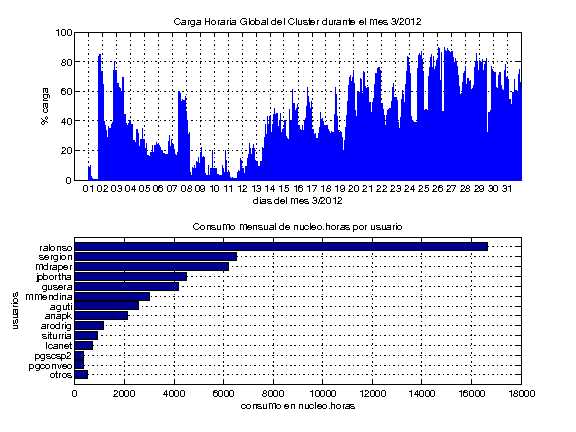 Carga Horaria Global del Cluster durante el mes 3/2012
100
80
60
40
20
0
% carga
01 02 03 04 05 06 07 08 09 10 11 12 13 14 15 16 17 18 19 20 21 22 23 24 25 26 27 28 29 30 31
dias del mes 3/2012
Consumo mensual de nucleo.horas por usuario
usuarios
ralonso
sergion
mdraper
jpbortha
gusera
mmendina
aguti
anapk
arodrig
siturria
lcanet
pgscsp2
pgconveo
otros
0 2000 4000 6000 8000 10000 12000 14000 16000 18000
consumo en nucleo.horas